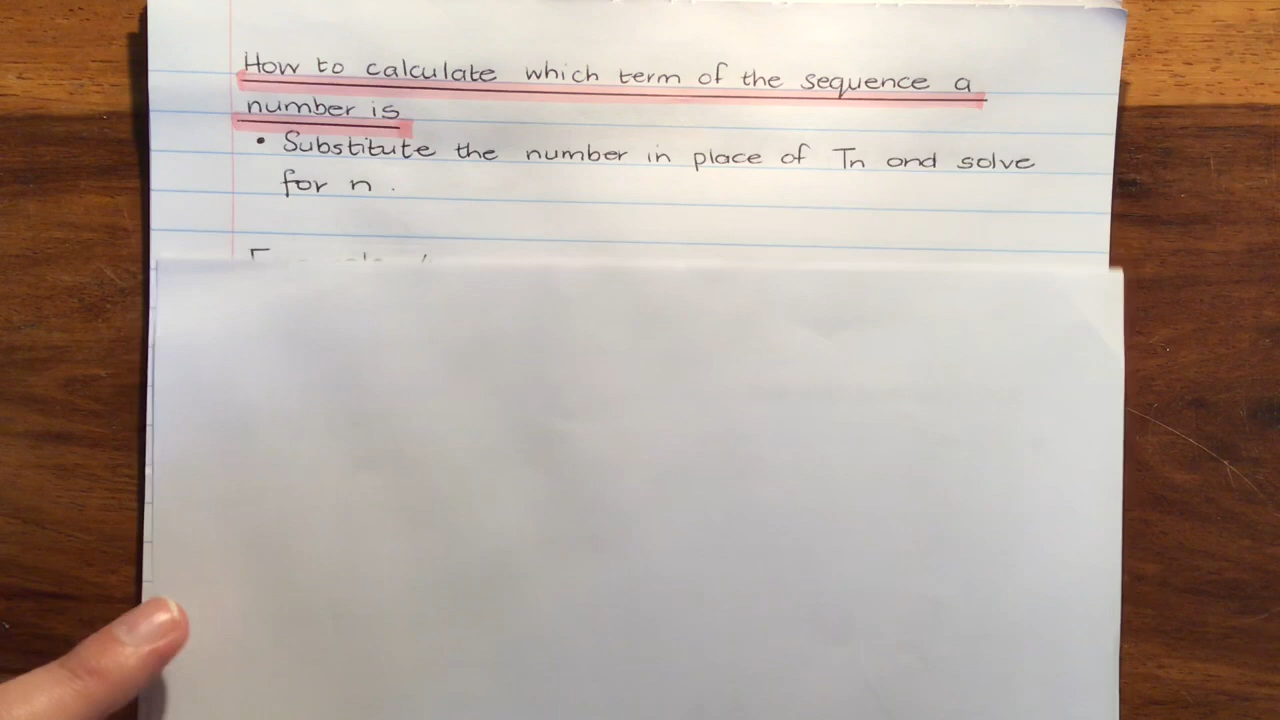 How to calculate which term of the sequence a
number is
• Substitute the number in place of Tn and solve
for n .